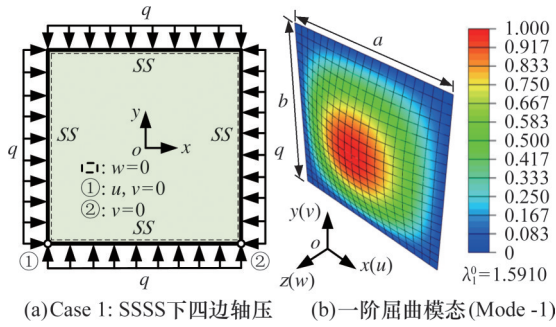 q
SS
y
q
SS
SS
q
o
x
: w=0
①: u, v=0
②: v=0
SS
①
②
q
(a)Case 1: SSSS下四边轴压
a
b
q
y(v)
o
z(w)
x(u)
1.000
0.917
0.833
0.750
0.667
0.583
0.500
0.417
0.333
0.250
0.167
0.083
0
λ₁⁰=1.5910
(b)一阶屈曲模态(Mode -1)